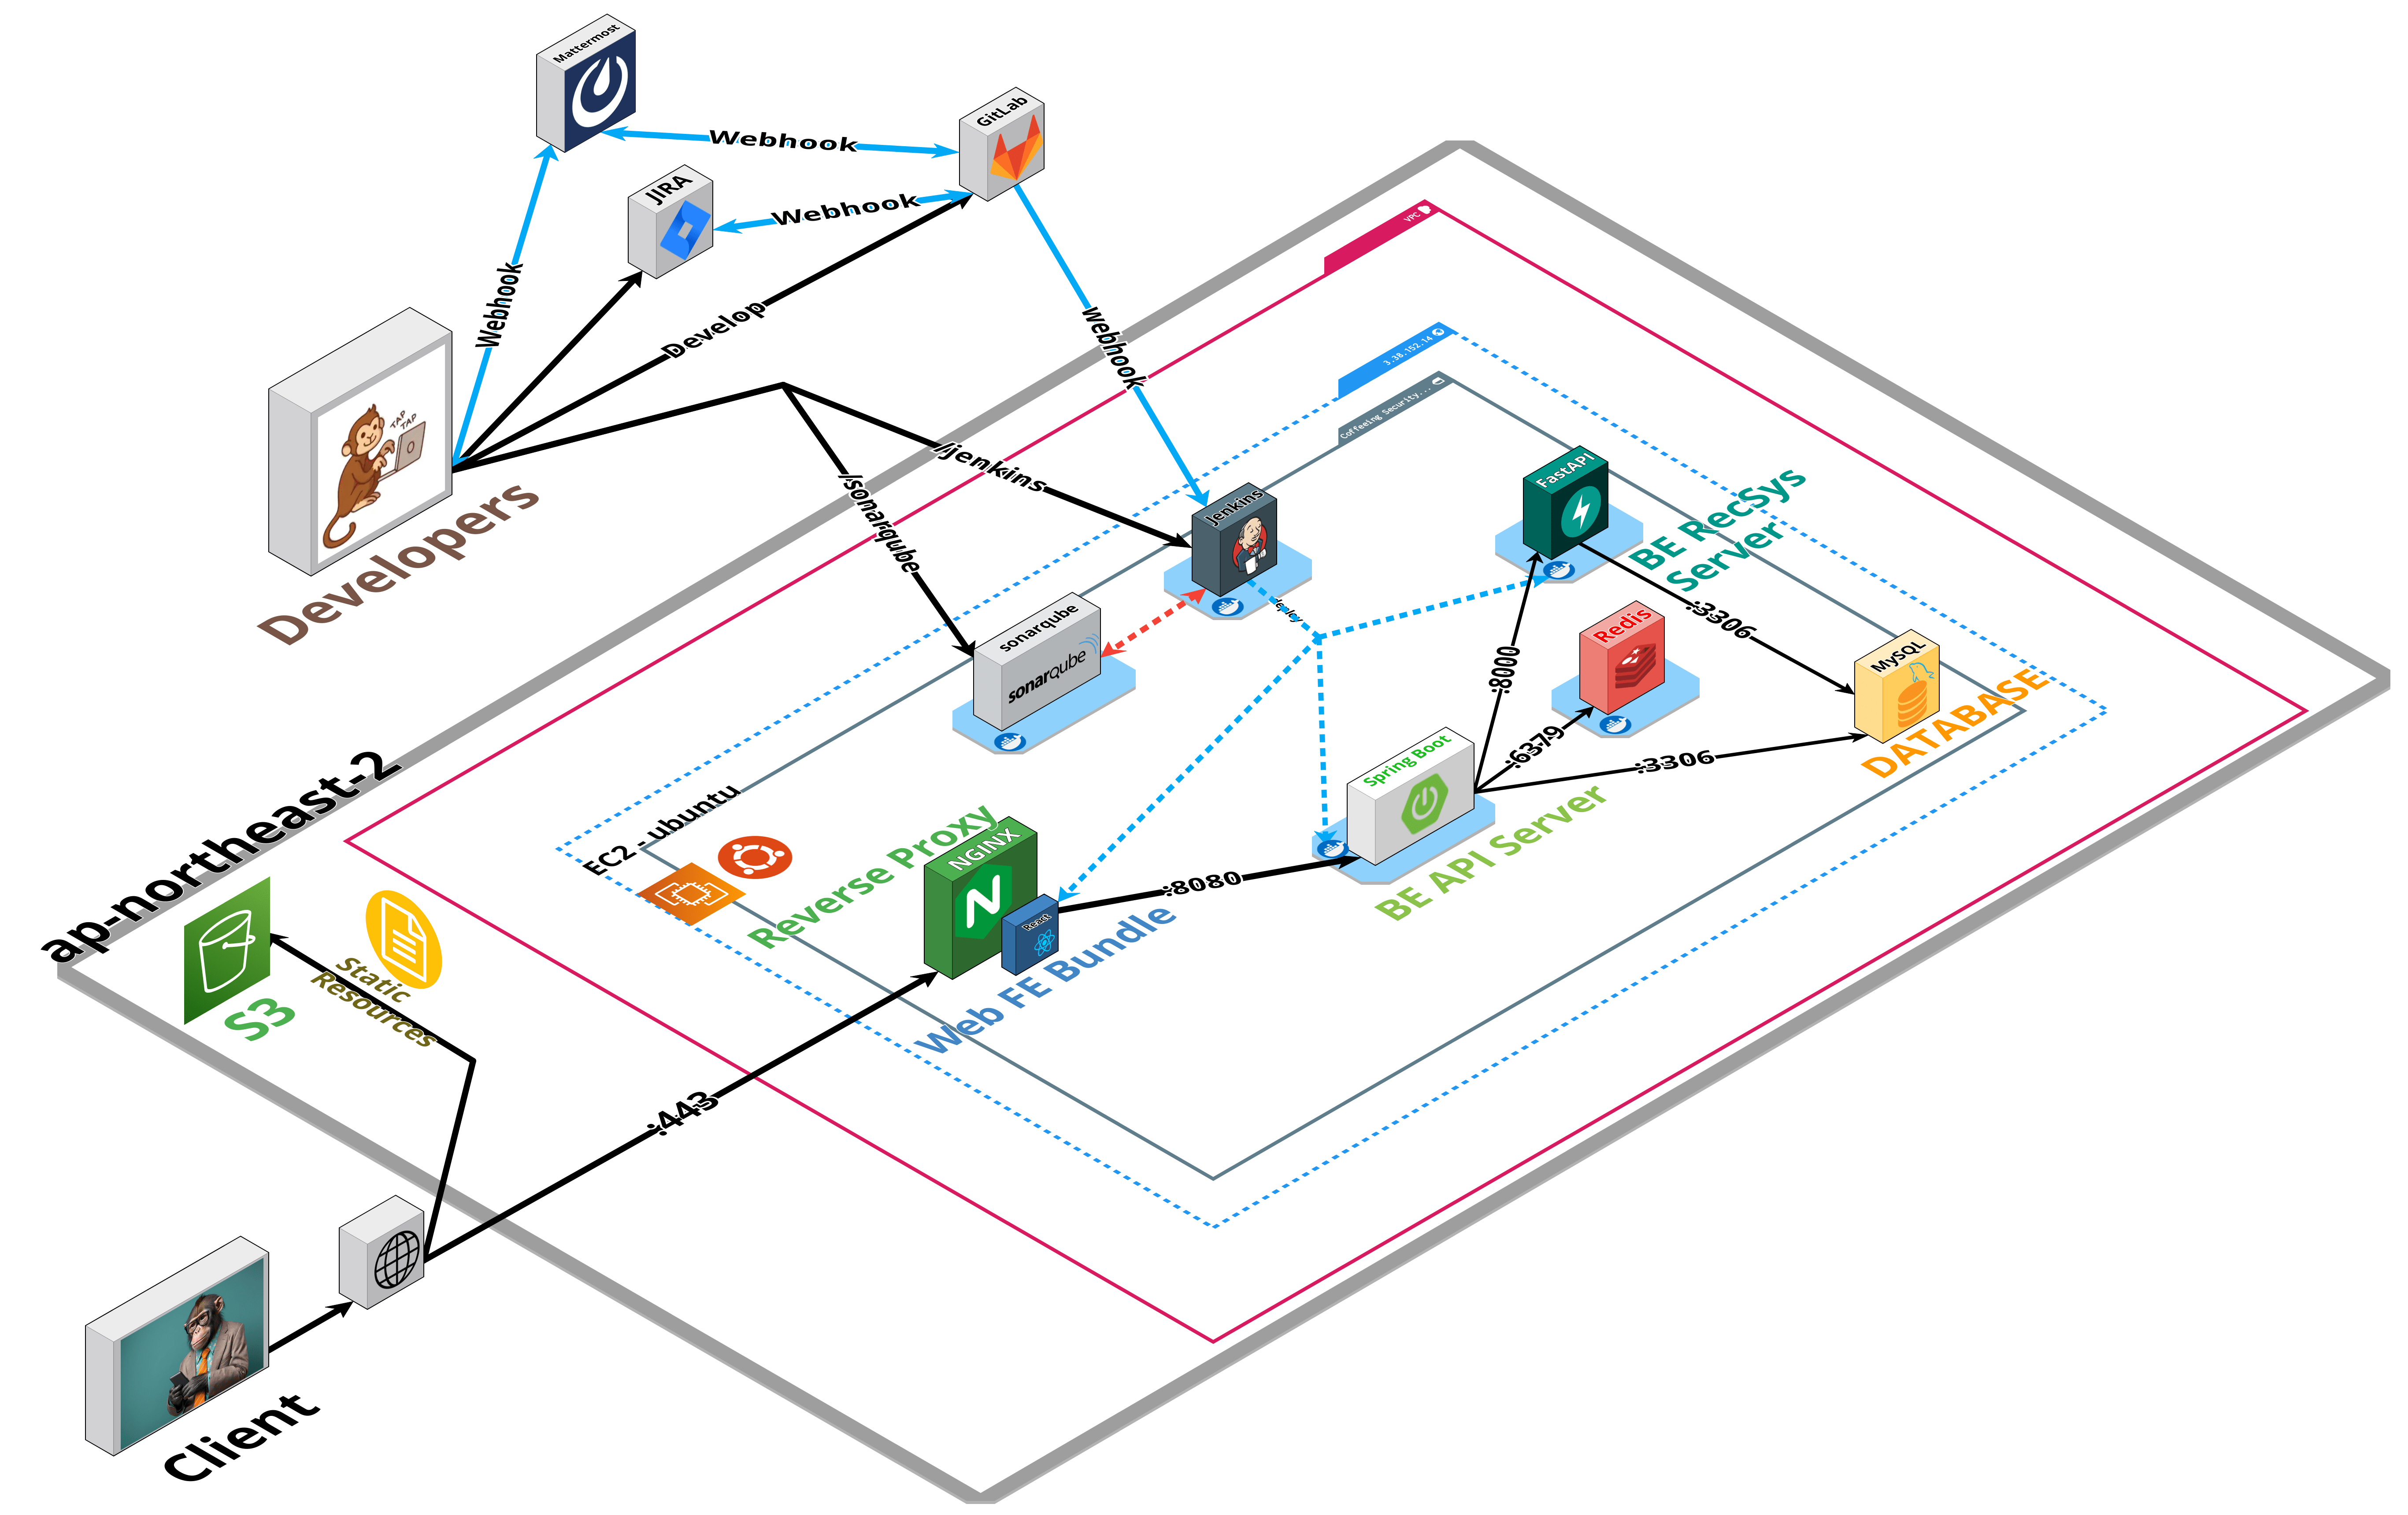 Mattermost
GitLab
Webhook
JIRA
Webhook
Webhook
Develop
webhook
VPC
3.38.152.14
Coffeeing Security...
TAP
TAP
Developers
/jenkins
/sonarqube
Jenkins
deploy
FastAPI
BE RecSys
Server
sonarqube
sonarqube
Redis
:3306
MySQL
DATABASE
:8000
:6379
:3306
Spring Boot
BE API Server
ap-northeast-2
EC2 - ubuntu
Reverse Proxy
NGINX
React
:8080
Web FE Bundle
Static
Resources
S3
:443
Client